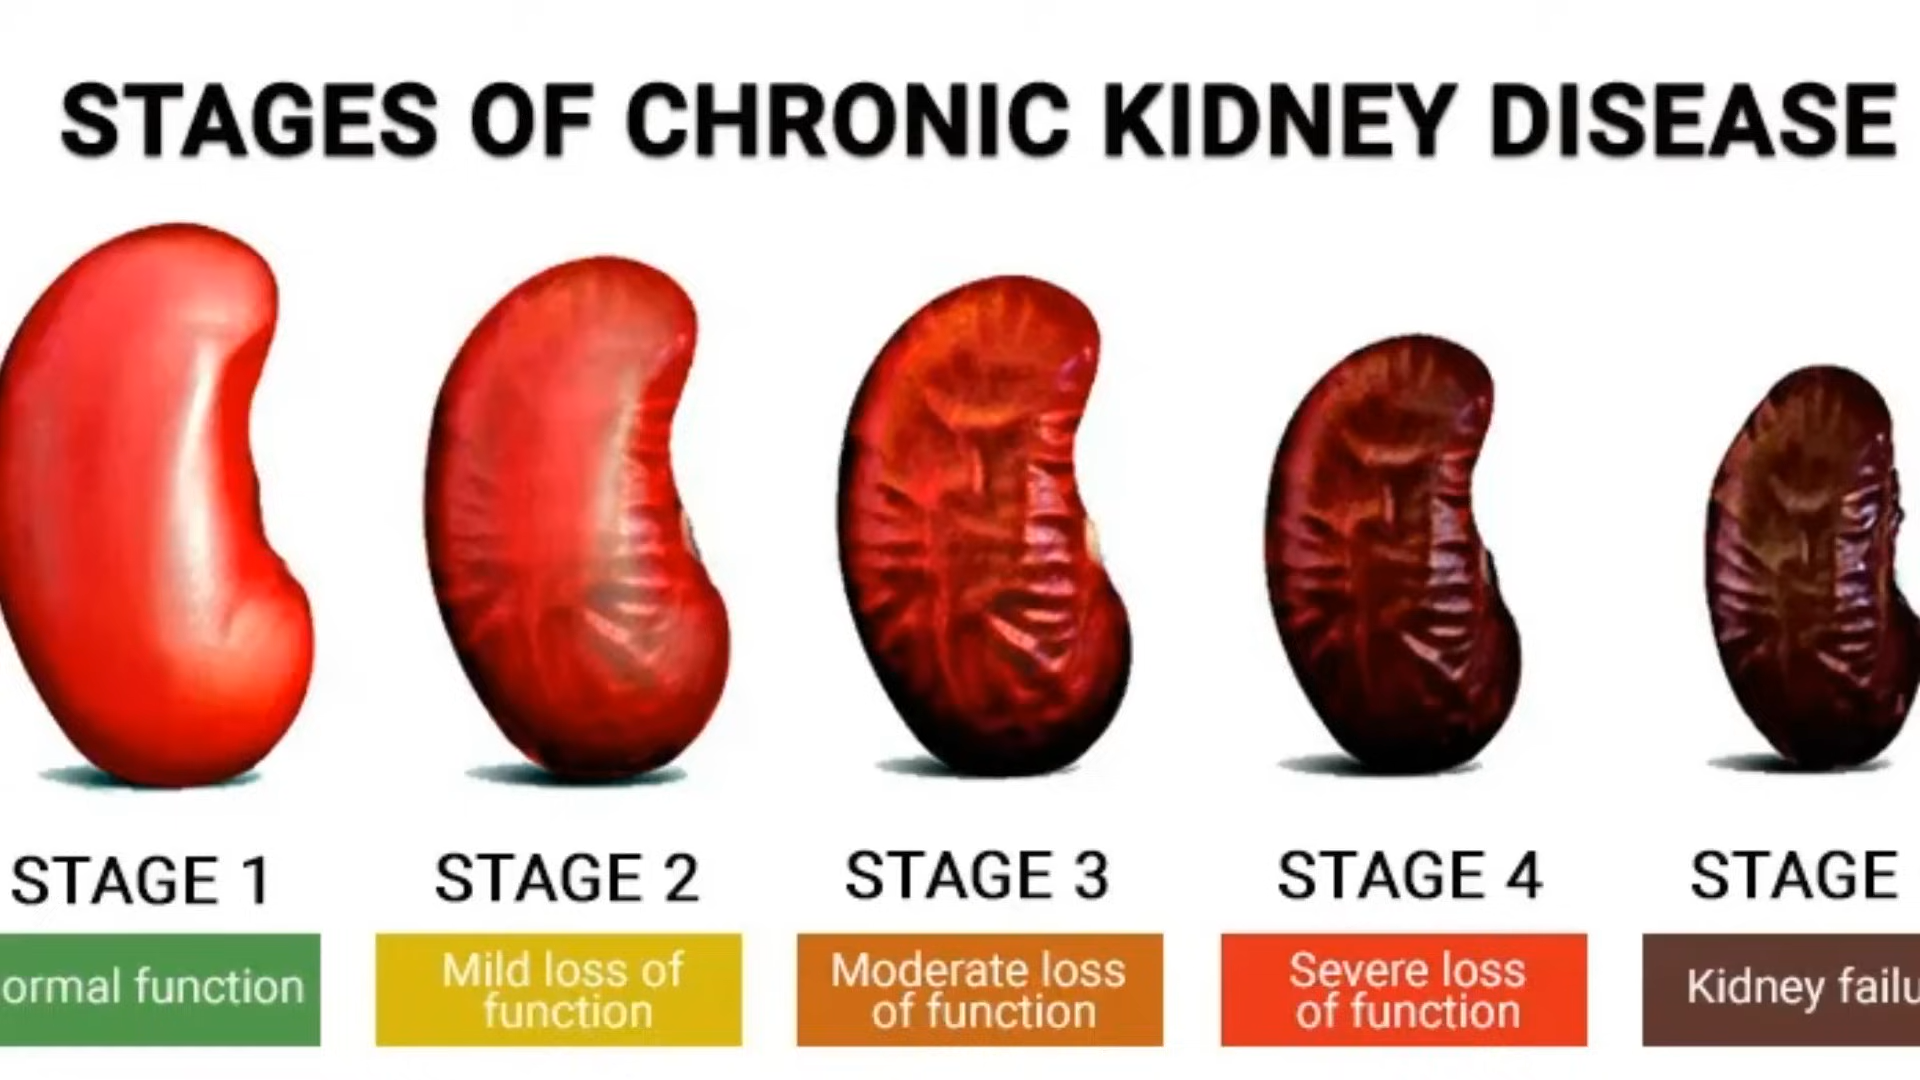 STAGES OF CHRONIC KIDNEY DISEASE
STAGE 1
STAGE 2
STAGE 3
STAGE 4
STAGE
ormal function
Mild loss of
function
Moderate loss
of function
Severe loss
of function
Kidney failu